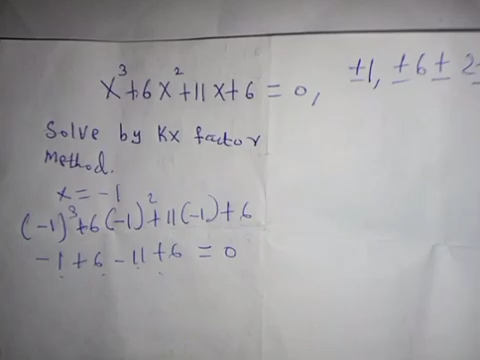 x³+6x²+11x+6=0, ±1, ±6 ± 2
Solve by Kx factor
Method.
x=-1
(-1)³+6(-1)²+11(-1)+6
-1+6-11+6=0